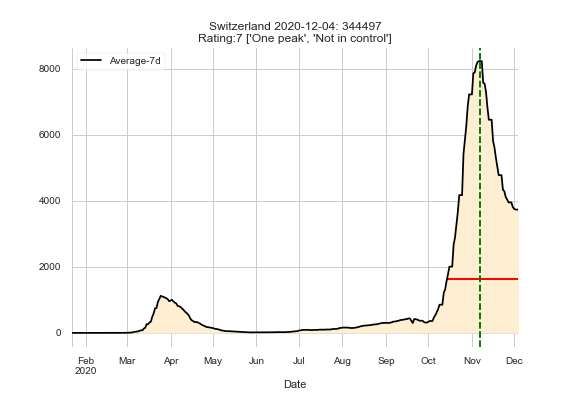 Switzerland 2020-12-04: 344497
Rating:7 ['One peak', 'Not in control']
Average-7d
8000
6000
4000
2000
0
Feb Mar Apr May Jun Jul Aug Sep Oct Nov Dec
2020
Date